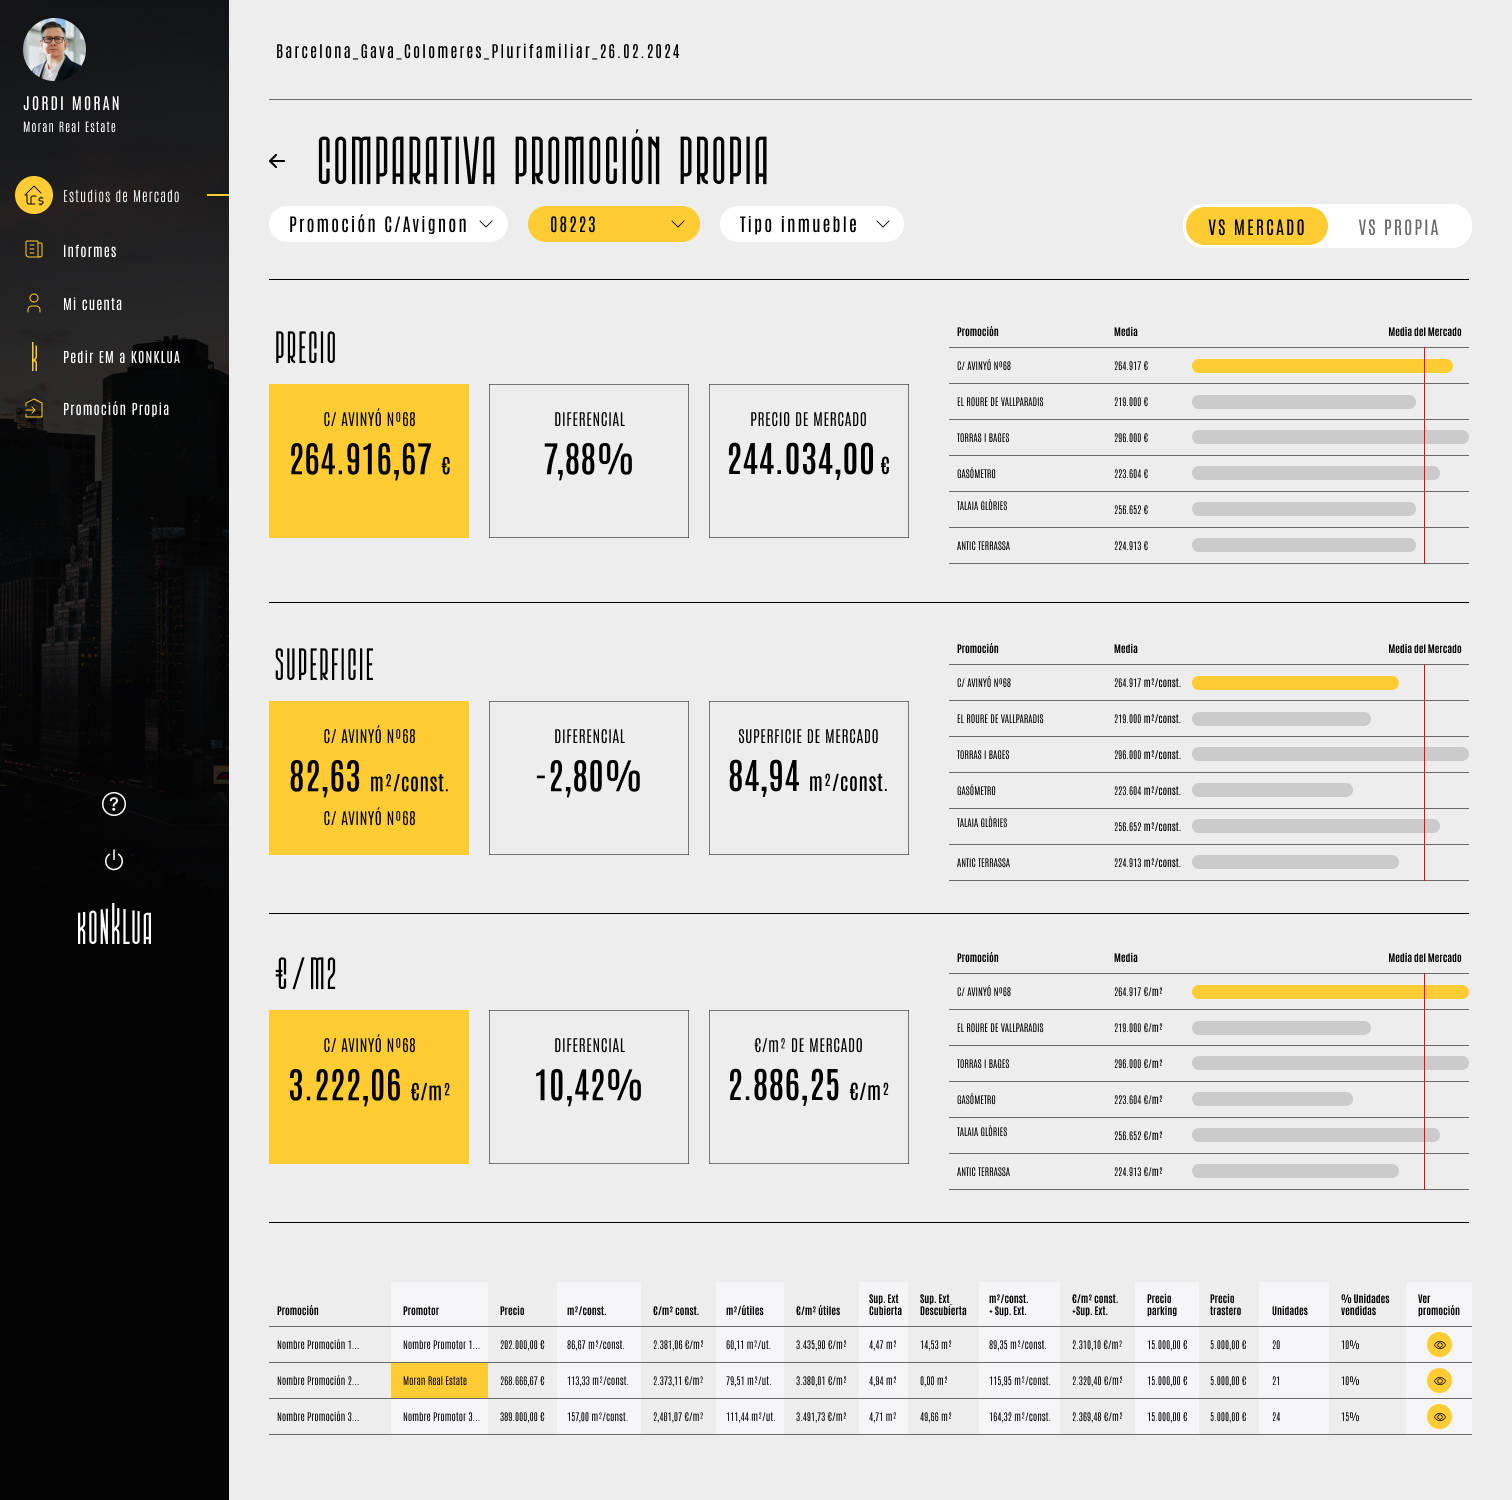 JORDI MORAN
Moran Real Estate
Estudios de Mercado
Informes
Mi cuenta
Pedir EM a KONKLUA
Promoción Propia
KONKLUA
Barcelona_Gava_Colomeres_Plurifamiliar_26.02.2024
COMPARATIVA PROMOCIÓN PROPIA
Promoción C/Avignon 08223 Tipo inmueble VS MERCADO VS PROPIA
PRECIO
C/ AVINYÓ Nº68
264.916,67 €
DIFERENCIAL
7,88%
PRECIO DE MERCADO
244.034,00 €
Promoción Media Media del Mercado
C/ AVINYÓ Nº68 264.917 €
EL ROURE DE VALLPARADIS 219.000 €
TORRAS I BAGES 296.000 €
GASÒMETRO 223.604 €
TALAIA GLÒRIES 256.652 €
ANTIC TERRASSA 224.913 €
SUPERFICIE
C/ AVINYÓ Nº68
82,63 m²/const.
C/ AVINYÓ Nº68
DIFERENCIAL
-2,80%
SUPERFICIE DE MERCADO
84,94 m²/const.
Promoción Media Media del Mercado
C/ AVINYÓ Nº68 264.917 m²/const.
EL ROURE DE VALLPARADIS 219.000 m²/const.
TORRAS I BAGES 296.000 m²/const.
GASÒMETRO 223.604 m²/const.
TALAIA GLÒRIES 256.652 m²/const.
ANTIC TERRASSA 224.913 m²/const.
€/M2
C/ AVINYÓ Nº68
3.222,06 €/m²
DIFERENCIAL
10,42%
€/m² DE MERCADO
2.886,25 €/m²
Promoción Media Media del Mercado
C/ AVINYÓ Nº68 264.917 €/m²
EL ROURE DE VALLPARADIS 219.000 €/m²
TORRAS I BAGES 296.000 €/m²
GASÒMETRO 223.604 €/m²
TALAIA GLÒRIES 256.652 €/m²
ANTIC TERRASSA 224.913 €/m²
Promoción Promotor Precio m²/const. €/m² const. m²/útiles €/m² útiles Sup. Ext Cubierta Sup. Ext Descubierta m²/const. + Sup. Ext. €/m² const. +Sup. Ext. Precio parking Precio trastero Unidades % Unidades vendidas Ver promoción
Nombre Promoción 1... Nombre Promotor 1... 202.000,00 € 86,67 m²/const. 2.381,06 €/m² 60,11 m²/ut. 3.435,90 €/m² 4,47 m² 14,53 m² 89,35 m²/const. 2.310,10 €/m² 15.000,00 € 5.000,00 € 20 10%
Nombre Promoción 2... Moran Real Estate 268.666,67 € 113,33 m²/const. 2.373,11 €/m² 79,51 m²/ut. 3.380,01 €/m² 4,94 m² 0,00 m² 115,95 m²/const. 2.320,40 €/m² 15.000,00 € 5.000,00 € 21 10%
Nombre Promoción 3... Nombre Promotor 3... 389.000,00 € 157,00 m²/const. 2,481,07 €/m² 111,44 m²/ut. 3.491,73 €/m² 4,71 m² 49,66 m² 164,32 m²/const. 2.369,48 €/m² 15.000,00 € 5.000,00 € 24 15%